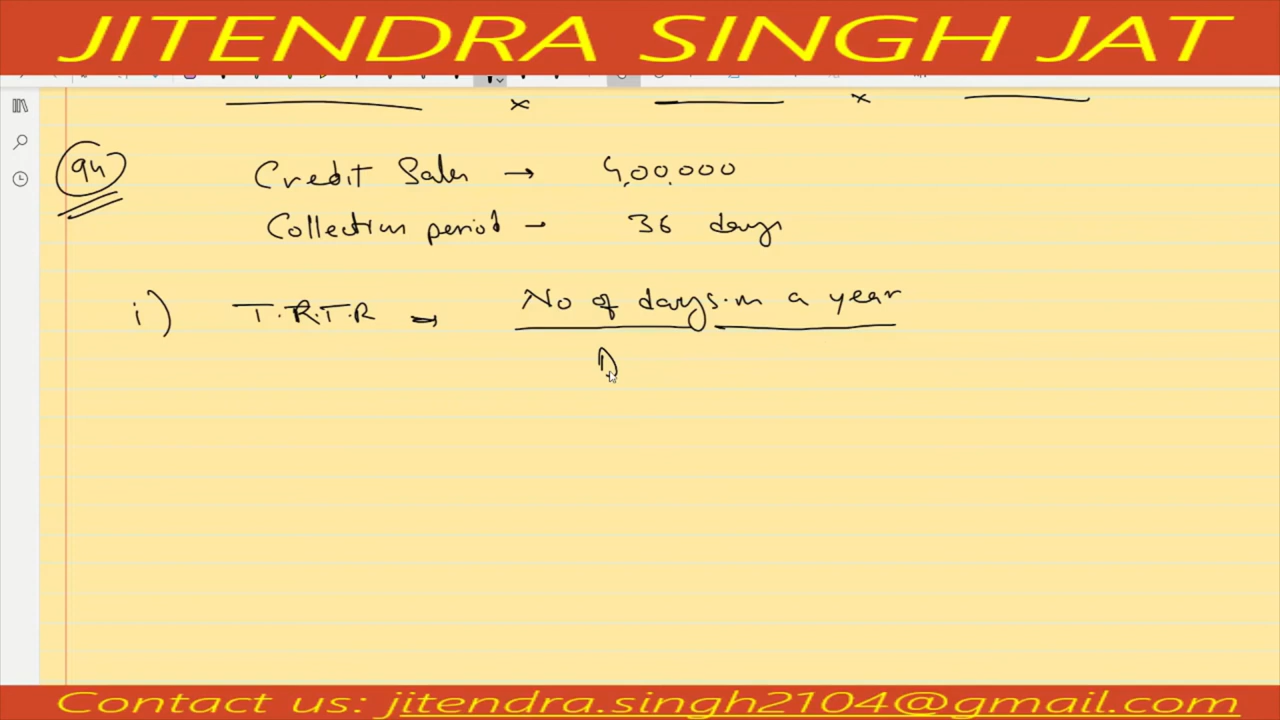 JITENDRA SINGH JAT
94
Credit Sales → 4,00,000
Collection period - 36 days
i) T.R.T.R → No of days in a year
Contact us: jitendra.singh2104@gmail.com